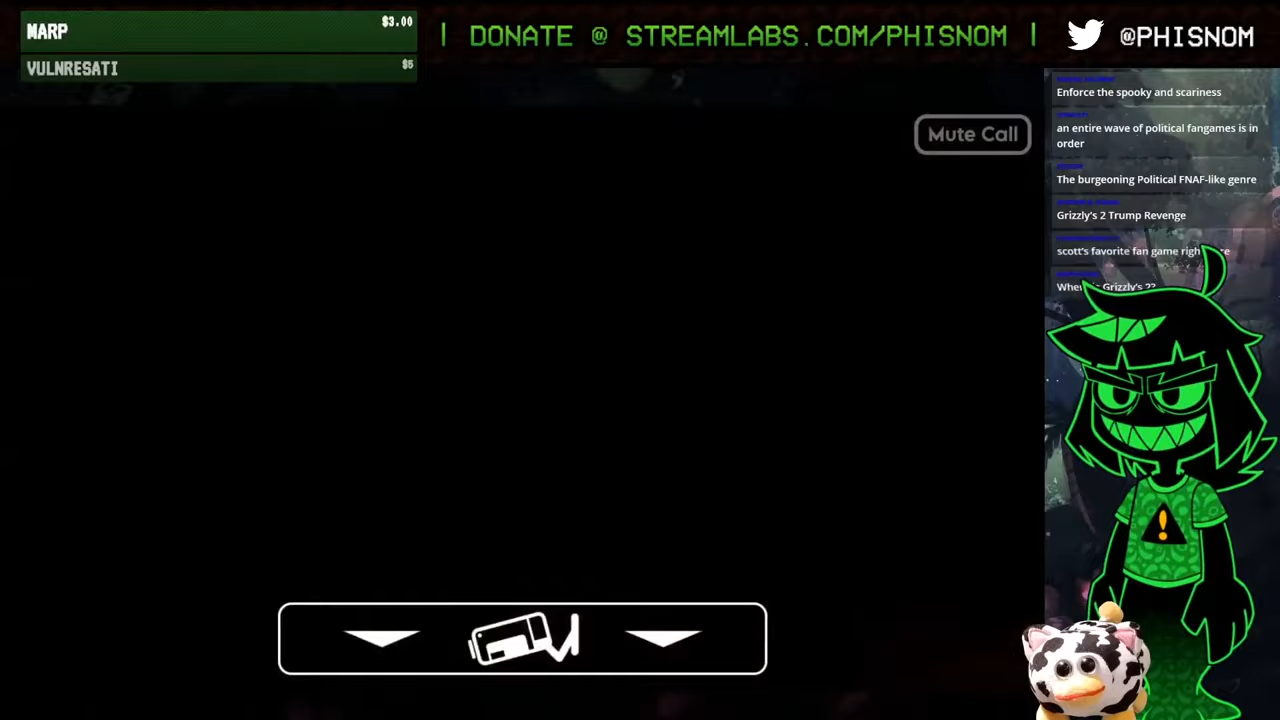 MARP $3.00
VULNRESATI $5
| DONATE @ STREAMLABS.COM/PHISNOM |
@PHISNOM
Mute Call
Enforce the spooky and scariness
an entire wave of political fangames is in
order
The burgeoning Political FNAF-like genre
Grizzly's 2 Trump Revenge
scott's favorite fan game
Grizzly's 2?